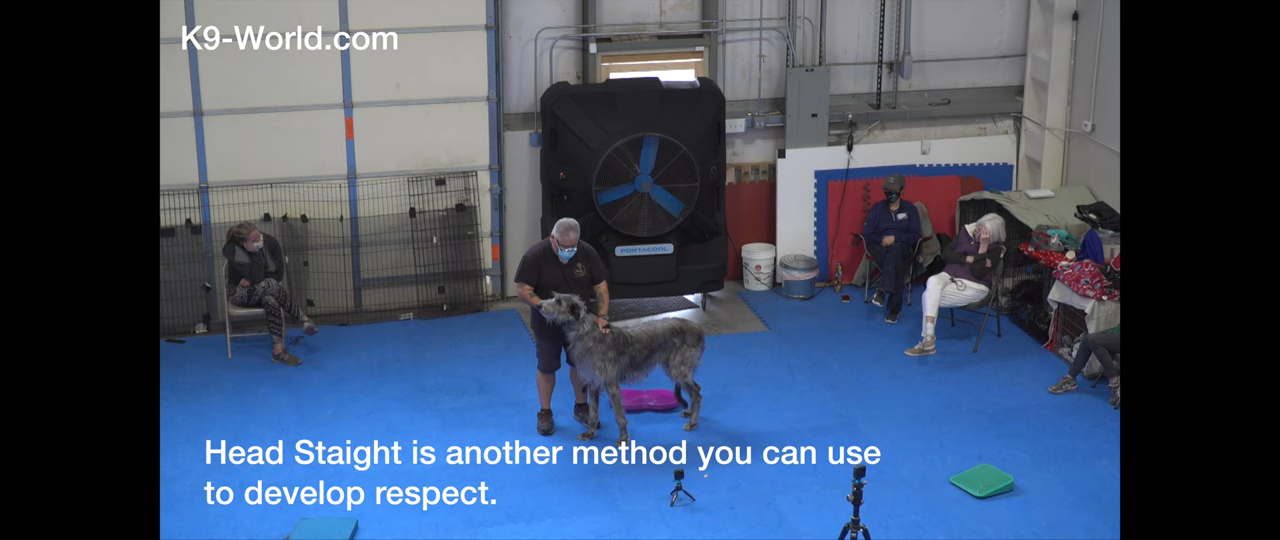 K9-World.com
PORTACOOL
Head Staight is another method you can use
to develop respect.